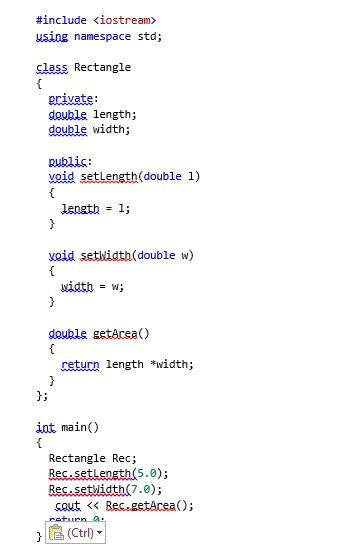 #include <iostream>
using namespace std;
class Rectangle
{
private:
double length;
double width;
public:
void setLength(double l)
{
length = l;
}
void setWidth(double w)
{
width = w;
}
double getArea()
{
return length *width;
}
};
int main()
{
Rectangle Rec;
Rec.setLength(5.0);
Rec.setWidth(7.0);
cout << Rec.getArea();
return 0;
}
(Ctrl)